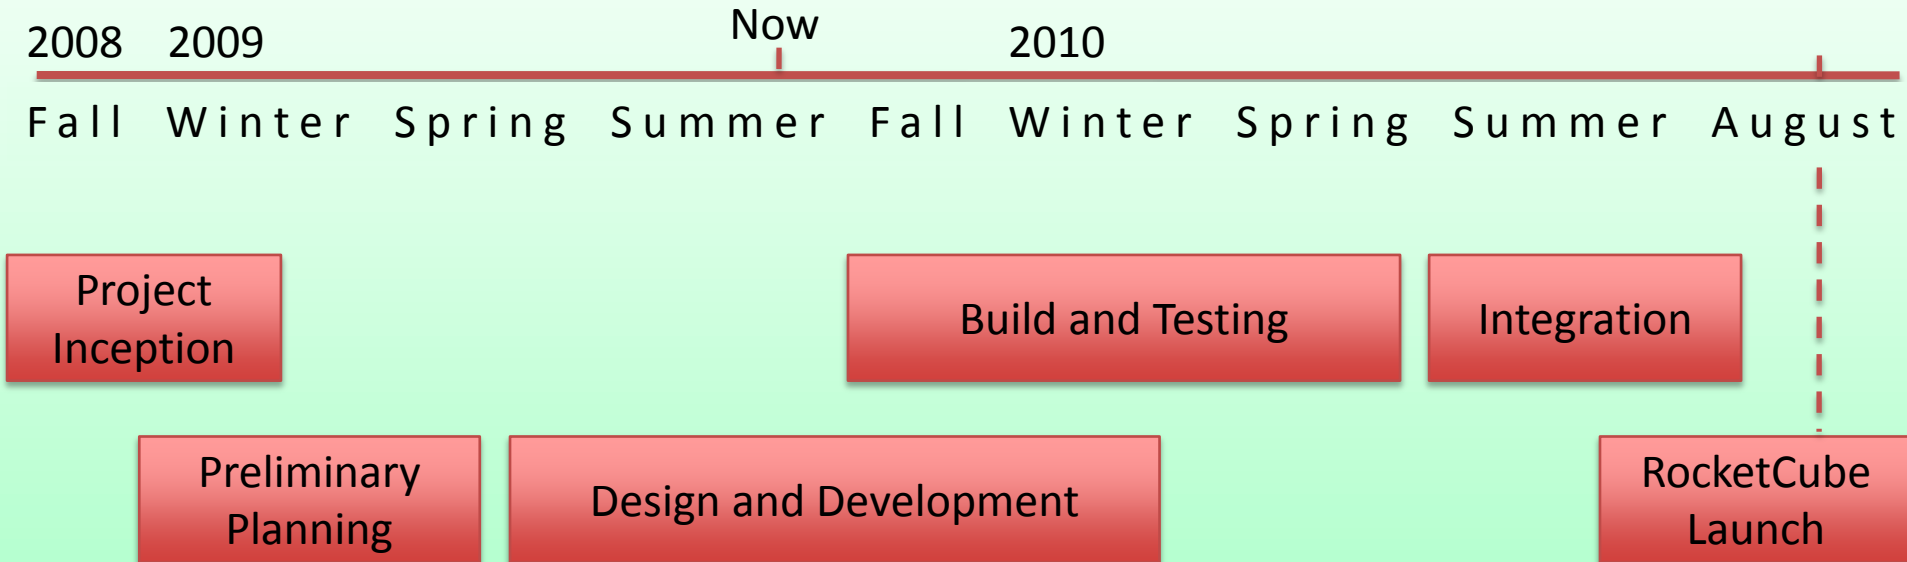 Now
2008 2009 2010
Fall Winter Spring Summer Fall Winter Spring Summer August
Project
Inception
Build and Testing
Integration
Preliminary
Planning
Design and Development
RocketCube
Launch